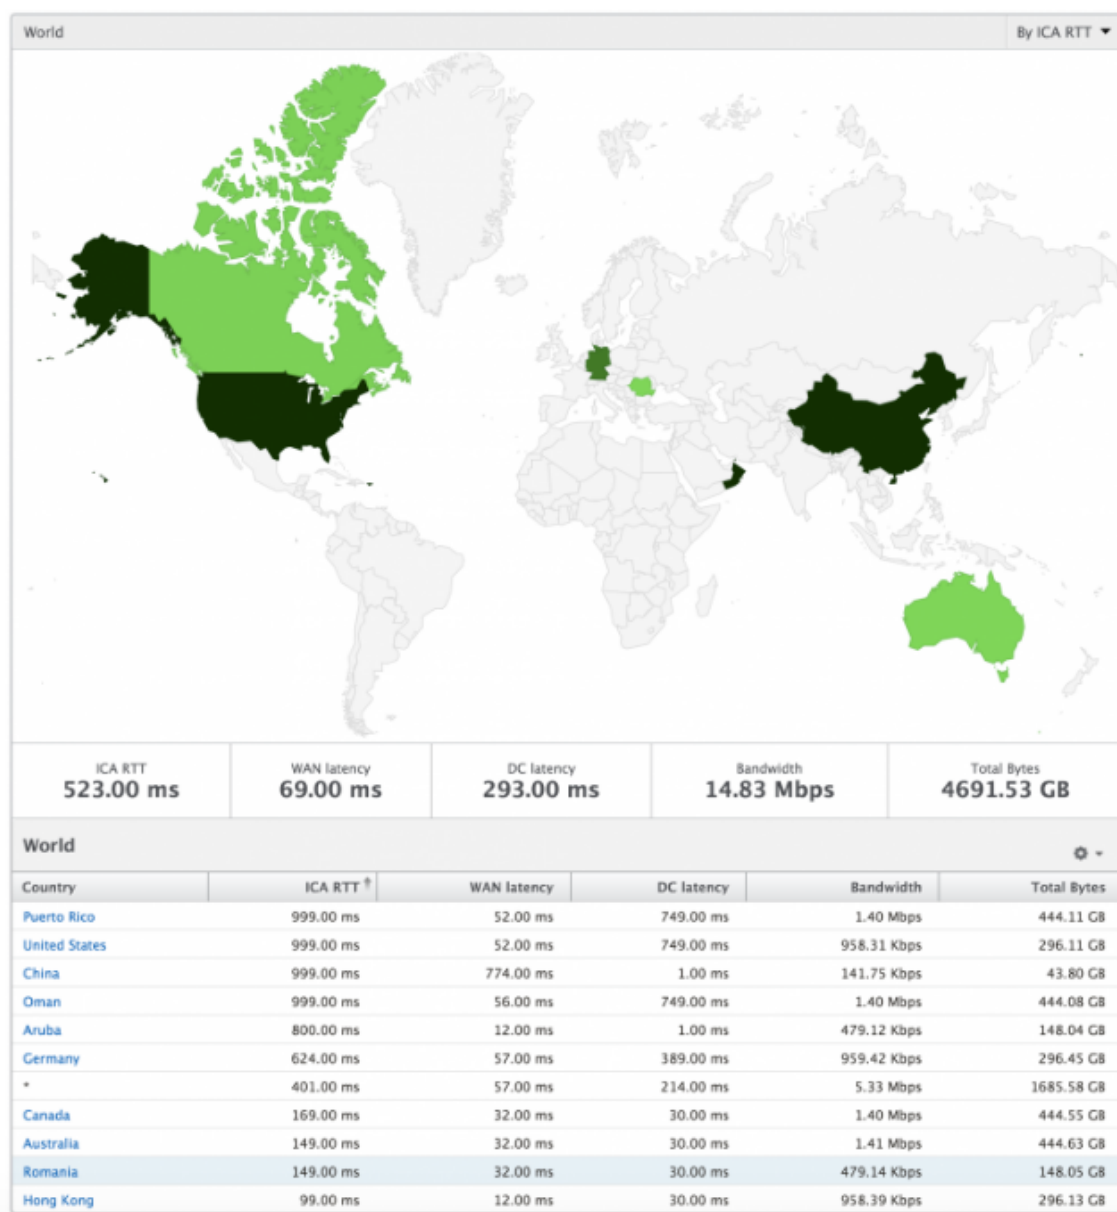 World By ICA RTT
ICA RTT WAN latency DC latency Bandwidth Total Bytes
523.00 ms 69.00 ms 293.00 ms 14.83 Mbps 4691.53 GB
World
Country ICA RTT WAN latency DC latency Bandwidth Total Bytes
Puerto Rico 999.00 ms 52.00 ms 749.00 ms 1.40 Mbps 444.11 GB
United States 999.00 ms 52.00 ms 749.00 ms 958.31 Kbps 296.11 GB
China 999.00 ms 774.00 ms 1.00 ms 141.75 Kbps 43.80 GB
Oman 999.00 ms 56.00 ms 749.00 ms 1.40 Mbps 444.08 GB
Aruba 800.00 ms 12.00 ms 1.00 ms 479.12 Kbps 148.04 GB
Germany 624.00 ms 57.00 ms 389.00 ms 959.42 Kbps 296.45 GB
* 401.00 ms 57.00 ms 214.00 ms 5.33 Mbps 1685.58 GB
Canada 169.00 ms 32.00 ms 30.00 ms 1.40 Mbps 444.55 GB
Australia 149.00 ms 32.00 ms 30.00 ms 1.41 Mbps 444.63 GB
Romania 149.00 ms 32.00 ms 30.00 ms 479.14 Kbps 148.05 GB
Hong Kong 99.00 ms 12.00 ms 30.00 ms 958.39 Kbps 296.13 GB